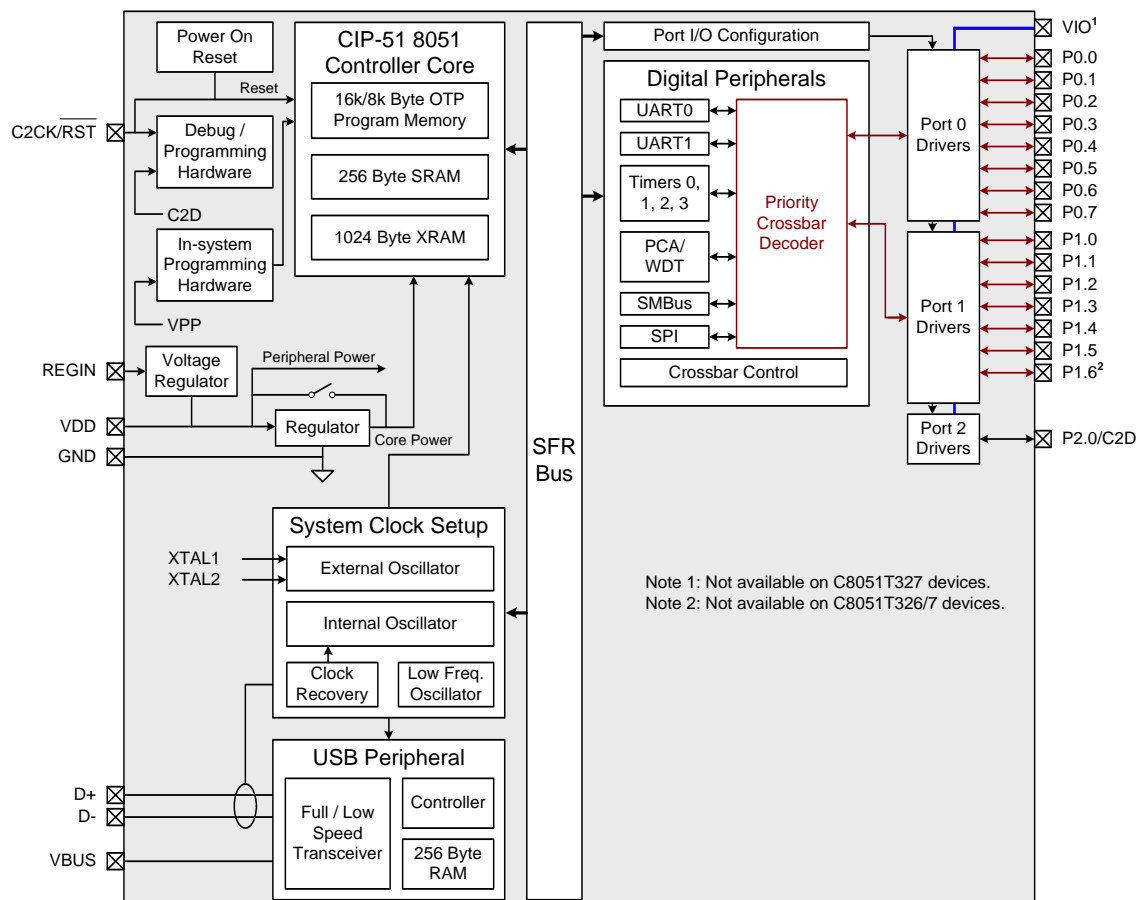 Power On
Reset
Reset
C2CK/RST
Debug /
Programming
Hardware
C2D
In-system
Programming
Hardware
VPP
CIP-51 8051
Controller Core
16k/8k Byte OTP
Program Memory
256 Byte SRAM
1024 Byte XRAM
REGIN
Voltage
Regulator
Peripheral Power
VDD
Regulator
Core Power
GND
System Clock Setup
XTAL1
XTAL2
External Oscillator
Internal Oscillator
Clock
Recovery
Low Freq.
Oscillator
USB Peripheral
D+
D-
VBUS
Full / Low
Speed
Transceiver
Controller
256 Byte
RAM
SFR
Bus
Port I/O Configuration
Digital Peripherals
UART0
UART1
Timers 0,
1, 2, 3
PCA/
WDT
SMBus
SPI
Priority
Crossbar
Decoder
Crossbar Control
Port 0
Drivers
Port 1
Drivers
Port 2
Drivers
VIO¹
P0.0
P0.1
P0.2
P0.3
P0.4
P0.5
P0.6
P0.7
P1.0
P1.1
P1.2
P1.3
P1.4
P1.5
P1.6²
P2.0/C2D
Note 1: Not available on C8051T327 devices.
Note 2: Not available on C8051T326/7 devices.